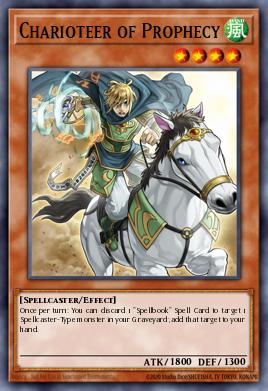 Charioteer of Prophecy
WIND
風
[Spellcaster/Effect]
Once per turn: You can discard 1 "Spellbook" Spell Card to target 1
Spellcaster-Type monster in your Graveyard; add that target to your
hand.
ATK/1800 DEF/1300
©2020 Studio Dice/SHUEISHA, TV TOKYO, KONAMI